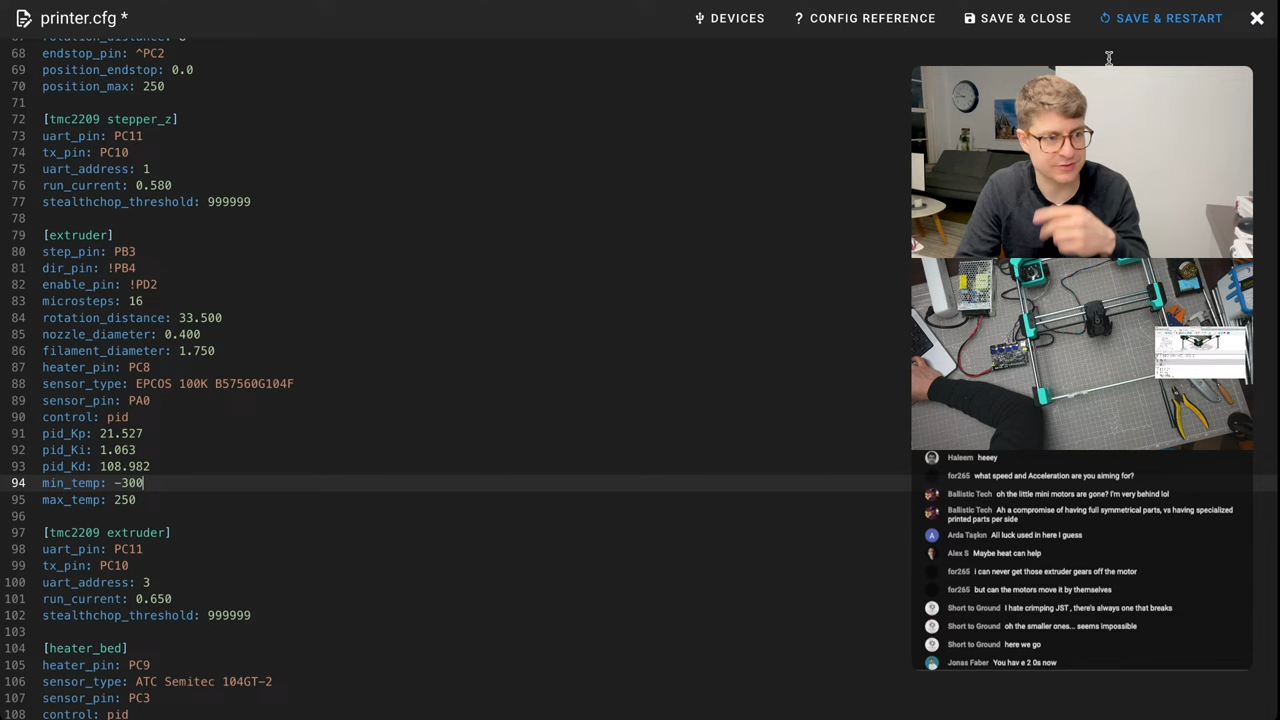 printer.cfg *
DEVICES
? CONFIG REFERENCE
SAVE & CLOSE
SAVE & RESTART
68 endstop_pin: ^PC2
69 position_endstop: 0.0
70 position_max: 250
71
72 [tmc2209 stepper_z]
73 uart_pin: PC11
74 tx_pin: PC10
75 uart_address: 1
76 run_current: 0.580
77 stealthchop_threshold: 999999
78
79 [extruder]
80 step_pin: PB3
81 dir_pin: !PB4
82 enable_pin: !PD2
83 microsteps: 16
84 rotation_distance: 33.500
85 nozzle_diameter: 0.400
86 filament_diameter: 1.750
87 heater_pin: PC8
88 sensor_type: EPCOS 100K B57560G104F
89 sensor_pin: PA0
90 control: pid
91 pid_Kp: 21.527
92 pid_Ki: 1.063
93 pid_Kd: 108.982
94 min_temp: -300
95 max_temp: 250
96
97 [tmc2209 extruder]
98 uart_pin: PC11
99 tx_pin: PC10
100 uart_address: 3
101 run_current: 0.650
102 stealthchop_threshold: 999999
103
104 [heater_bed]
105 heater_pin: PC9
106 sensor_type: ATC Semitec 104GT-2
107 sensor_pin: PC3
108 control: pid
Haleem heeey
for265 what speed and Acceleration are you aiming for?
Ballistic Tech oh the little mini motors are gone? I'm very behind lol
Ballistic Tech Ah a compromise of having full symmetrical parts, vs having specialized
printed parts per side
A Arda Taşkın All luck used in here I guess
Alex S Maybe heat can help
for265 i can never get those extruder gears off the motor
for265 but can the motors move it by themselves
Short to Ground I hate crimping JST , there's always one that breaks
Short to Ground oh the smaller ones... seems impossible
Short to Ground here we go
Jonas Faber You hav e 2 0s now